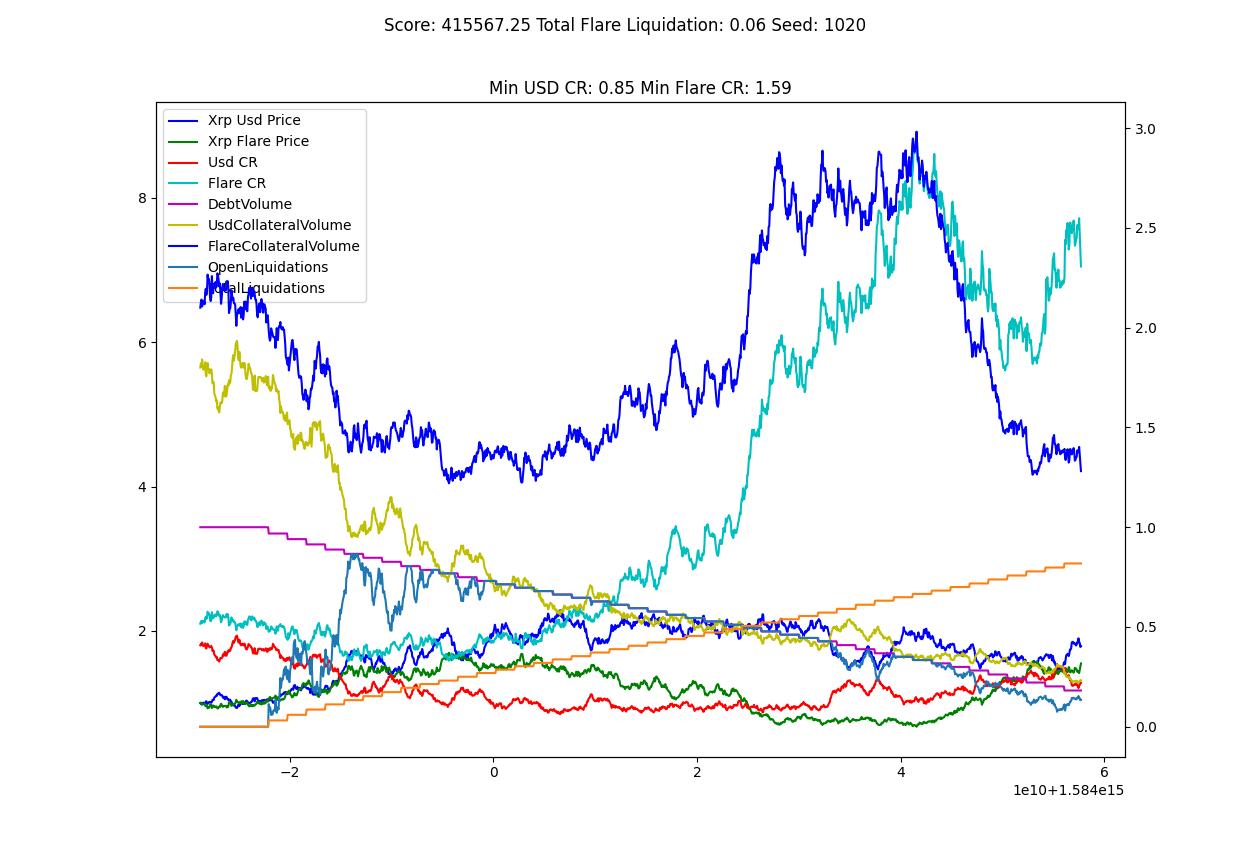 Score: 415567.25 Total Flare Liquidation: 0.06 Seed: 1020
Min USD CR: 0.85 Min Flare CR: 1.59
Xrp Usd Price
Xrp Flare Price
Usd CR
Flare CR
DebtVolume
UsdCollateralVolume
FlareCollateralVolume
OpenLiquidations
TotalLiquidations
8
6
4
2
3.0
2.5
2.0
1.5
1.0
0.5
0.0
−2
0
2
4
6
1e10+1.584e15